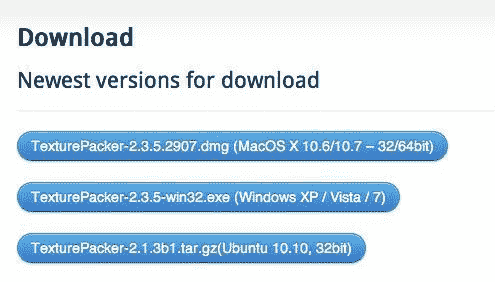 Download
Newest versions for download
TexturePacker-2.3.5.2907.dmg (MacOS X 10.6/10.7 – 32/64bit)
TexturePacker-2.3.5-win32.exe (Windows XP / Vista / 7)
TexturePacker-2.1.3b1.tar.gz(Ubuntu 10.10, 32bit)